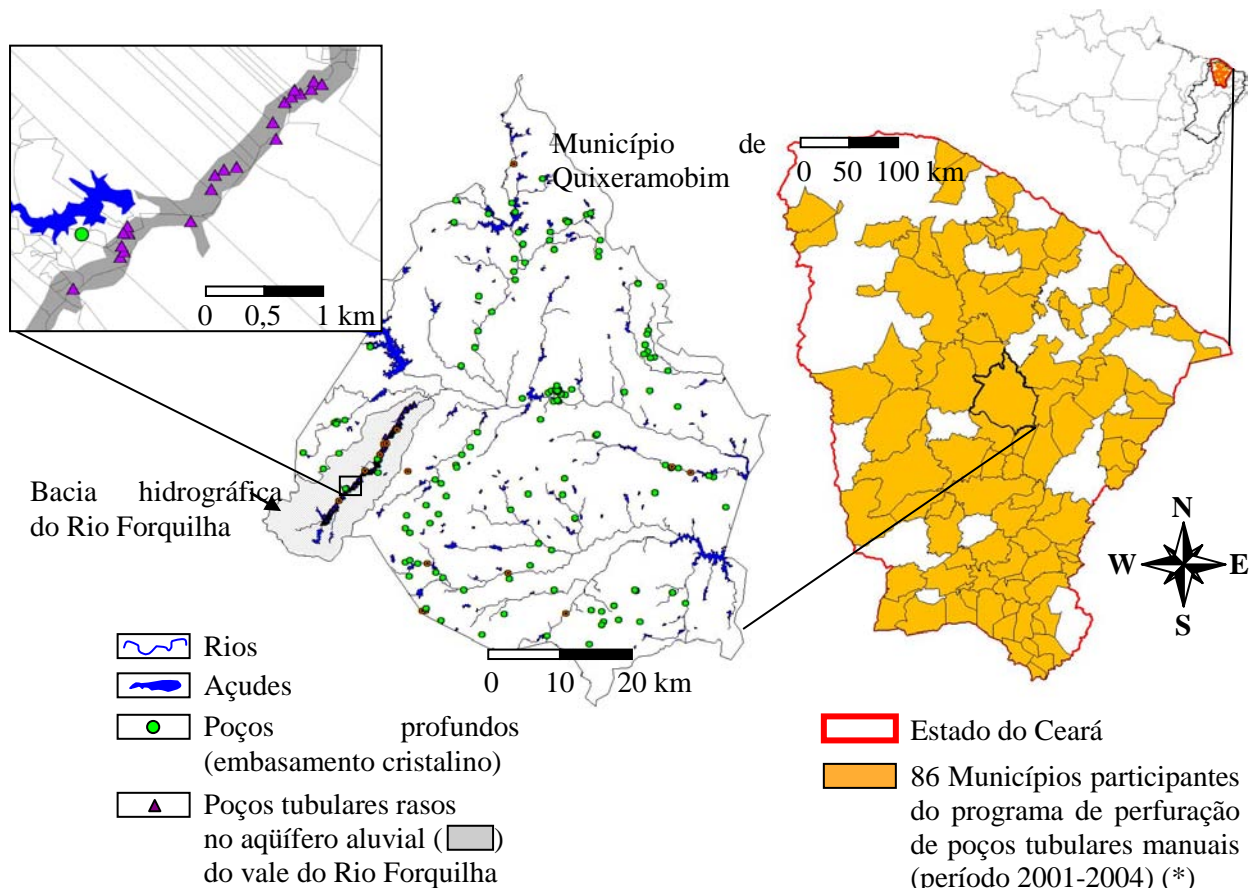 Município de
Quixeramobim
0 50 100 km
0 0,5 1 km
Bacia hidrográfica
do Rio Forquilha
N
W E
S
0 10 20 km
Rios
Açudes
Poços profundos
(embasamento cristalino)
Poços tubulares rasos
no aqüífero aluvial ( )
do vale do Rio Forquilha
Estado do Ceará
86 Municípios participantes
do programa de perfuração
de poços tubulares manuais
(período 2001-2004) (*)